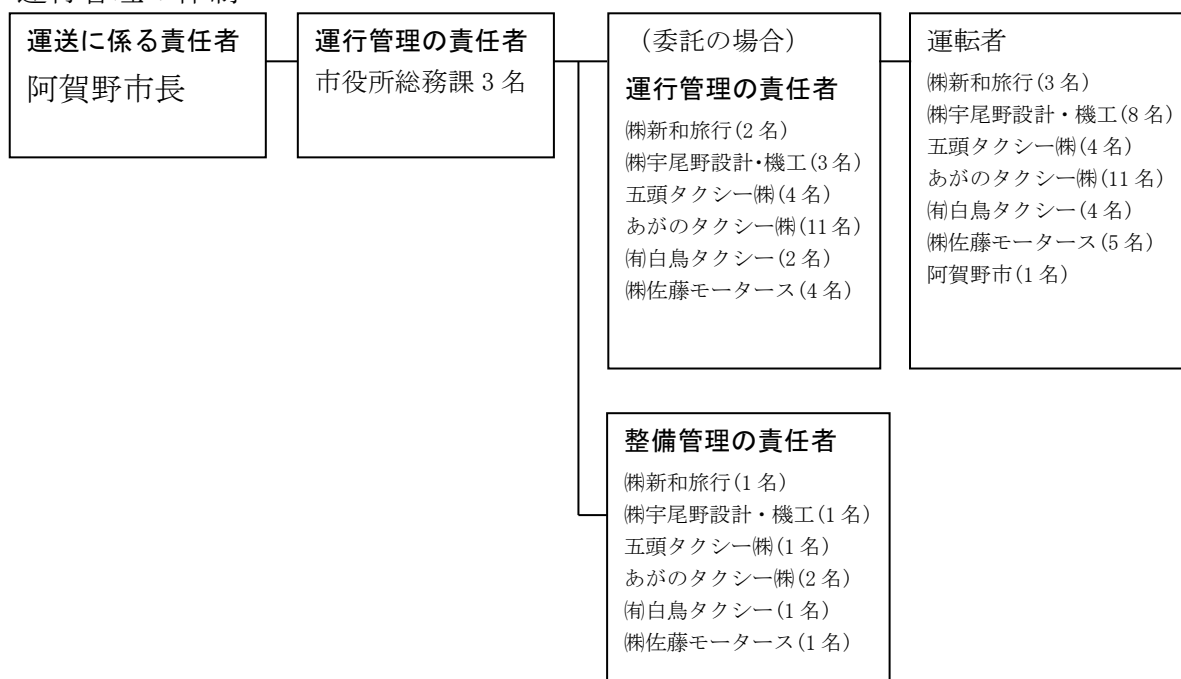 運送に係る責任者
阿賀野市長
運行管理の責任者
市役所総務課 3 名
（委託の場合）
運行管理の責任者
㈱新和旅行(2 名)
㈱宇尾野設計・機工(3 名)
五頭タクシー㈱(4 名)
あがのタクシー㈱(11 名)
㈲白鳥タクシー(2 名)
㈱佐藤モータース(4 名)
運転者
㈱新和旅行(3 名)
㈱宇尾野設計・機工(8 名)
五頭タクシー㈱(4 名)
あがのタクシー㈱(11 名)
㈲白鳥タクシー(4 名)
㈱佐藤モータース(5 名)
阿賀野市(1 名)
整備管理の責任者
㈱新和旅行(1 名)
㈱宇尾野設計・機工(1 名)
五頭タクシー㈱(1 名)
あがのタクシー㈱(2 名)
㈲白鳥タクシー(1 名)
㈱佐藤モータース(1 名)